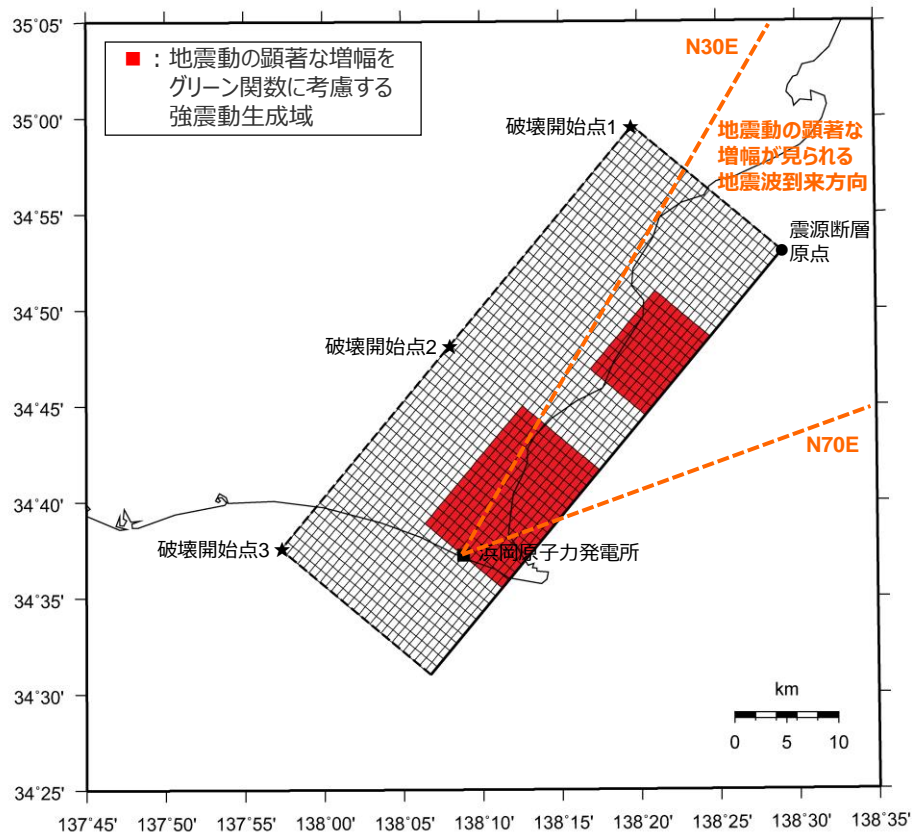 35°05'
35°00'
34°55'
34°50'
34°45'
34°40'
34°35'
34°30'
34°25'
■ ：地震動の顕著な増幅を
グリーン関数に考慮する
強震動生成域
N30E
破壊開始点1
地震動の顕著な
増幅が見られる
地震波到来方向
震源断層
原点
破壊開始点2
N70E
破壊開始点3
浜岡原子力発電所
km
0 5 10
137°45' 137°50' 137°55' 138°00' 138°05' 138°10' 138°15' 138°20' 138°25' 138°30' 138°35'